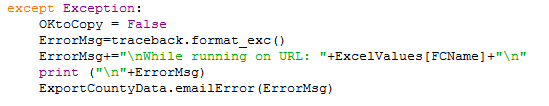 except Exception:
    OKtoCopy = False
    ErrorMsg=traceback.format_exc()
    ErrorMsg+="\nWhile running on URL: "+ExcelValues[FCName]+"\n"
    print ("\n"+ErrorMsg)
    ExportCountyData.emailError(ErrorMsg)